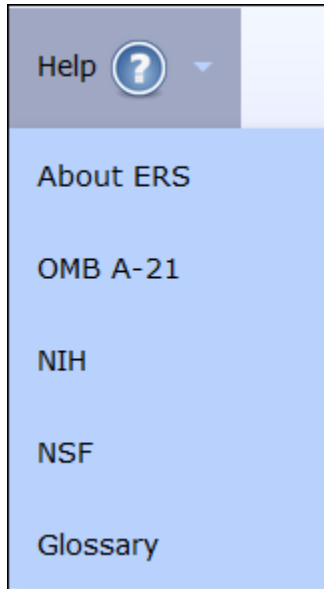 Help ?
About ERS
OMB A-21
NIH
NSF
Glossary